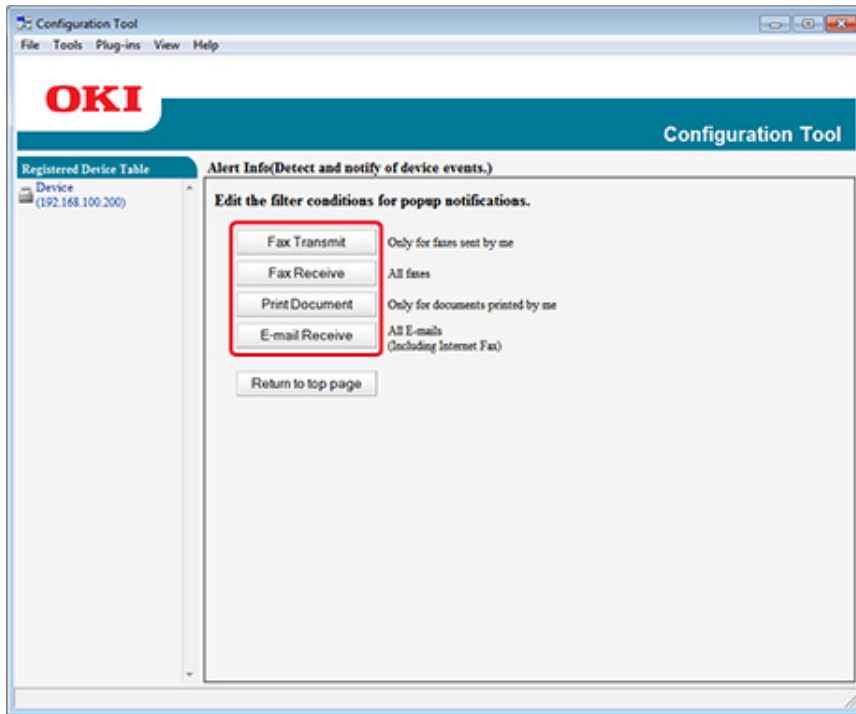 Configuration Tool
File Tools Plug-ins View Help
OKI
Configuration Tool
Registered Device Table
Device
(192.168.100.200)
Alert Info(Detect and notify of device events.)
Edit the filter conditions for popup notifications.
Fax Transmit Only for faxes sent by me
Fax Receive All faxes
Print Document Only for documents printed by me
E-mail Receive All E-mails
(Including Internet Fax)
Return to top page